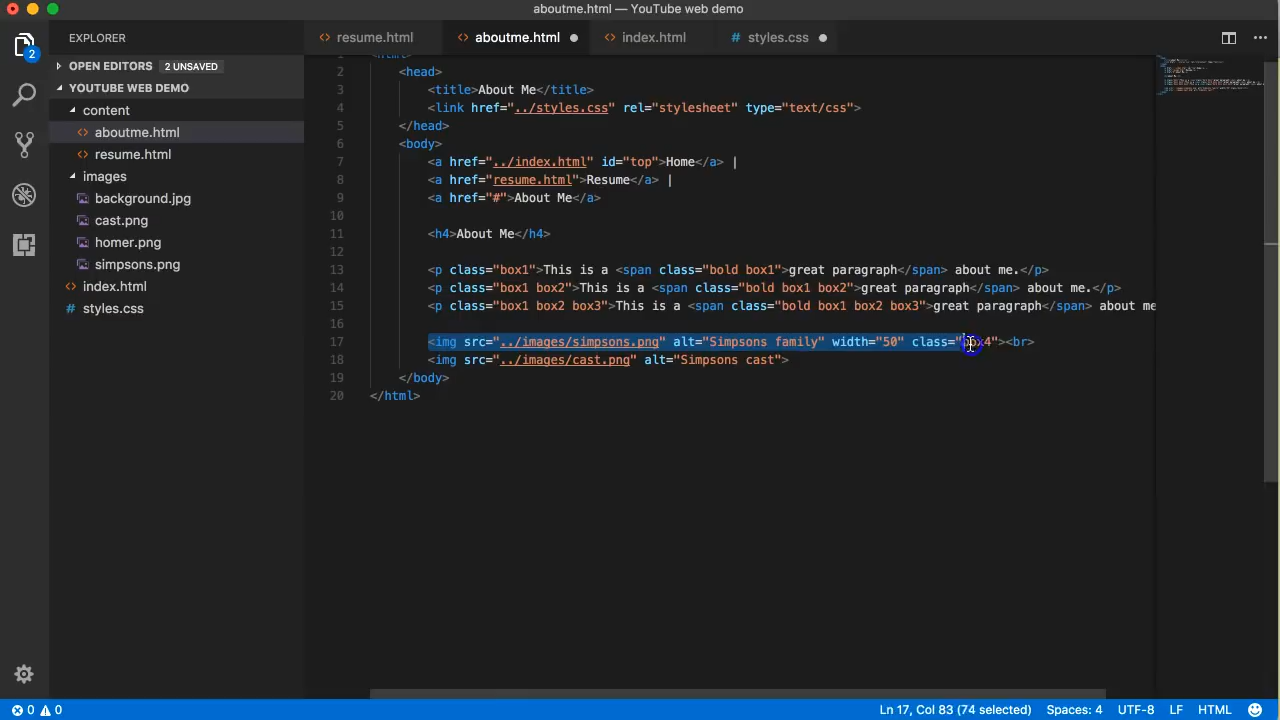 aboutme.html — YouTube web demo
EXPLORER
resume.html
aboutme.html
index.html
styles.css
2
OPEN EDITORS 2 UNSAVED
YOUTUBE WEB DEMO
content
aboutme.html
resume.html
images
background.jpg
cast.png
homer.png
simpsons.png
index.html
styles.css
1 <html>
2 <head>
3 <title>About Me</title>
4 <link href="../styles.css" rel="stylesheet" type="text/css">
5 </head>
6 <body>
7 <a href="../index.html" id="top">Home</a> |
8 <a href="resume.html">Resume</a> |
9 <a href="#">About Me</a>
10
11 <h4>About Me</h4>
12
13 <p class="box1">This is a <span class="bold box1">great paragraph</span> about me.</p>
14 <p class="box1 box2">This is a <span class="bold box1 box2">great paragraph</span> about me.</p>
15 <p class="box1 box2 box3">This is a <span class="bold box1 box2 box3">great paragraph</span> about me
16
17 <img src="../images/simpsons.png" alt="Simpsons family" width="50" class="box4"><br>
18 <img src="../images/cast.png" alt="Simpsons cast">
19 </body>
20 </html>
0 0
Ln 17, Col 83 (74 selected)
Spaces: 4
UTF-8
LF
HTML